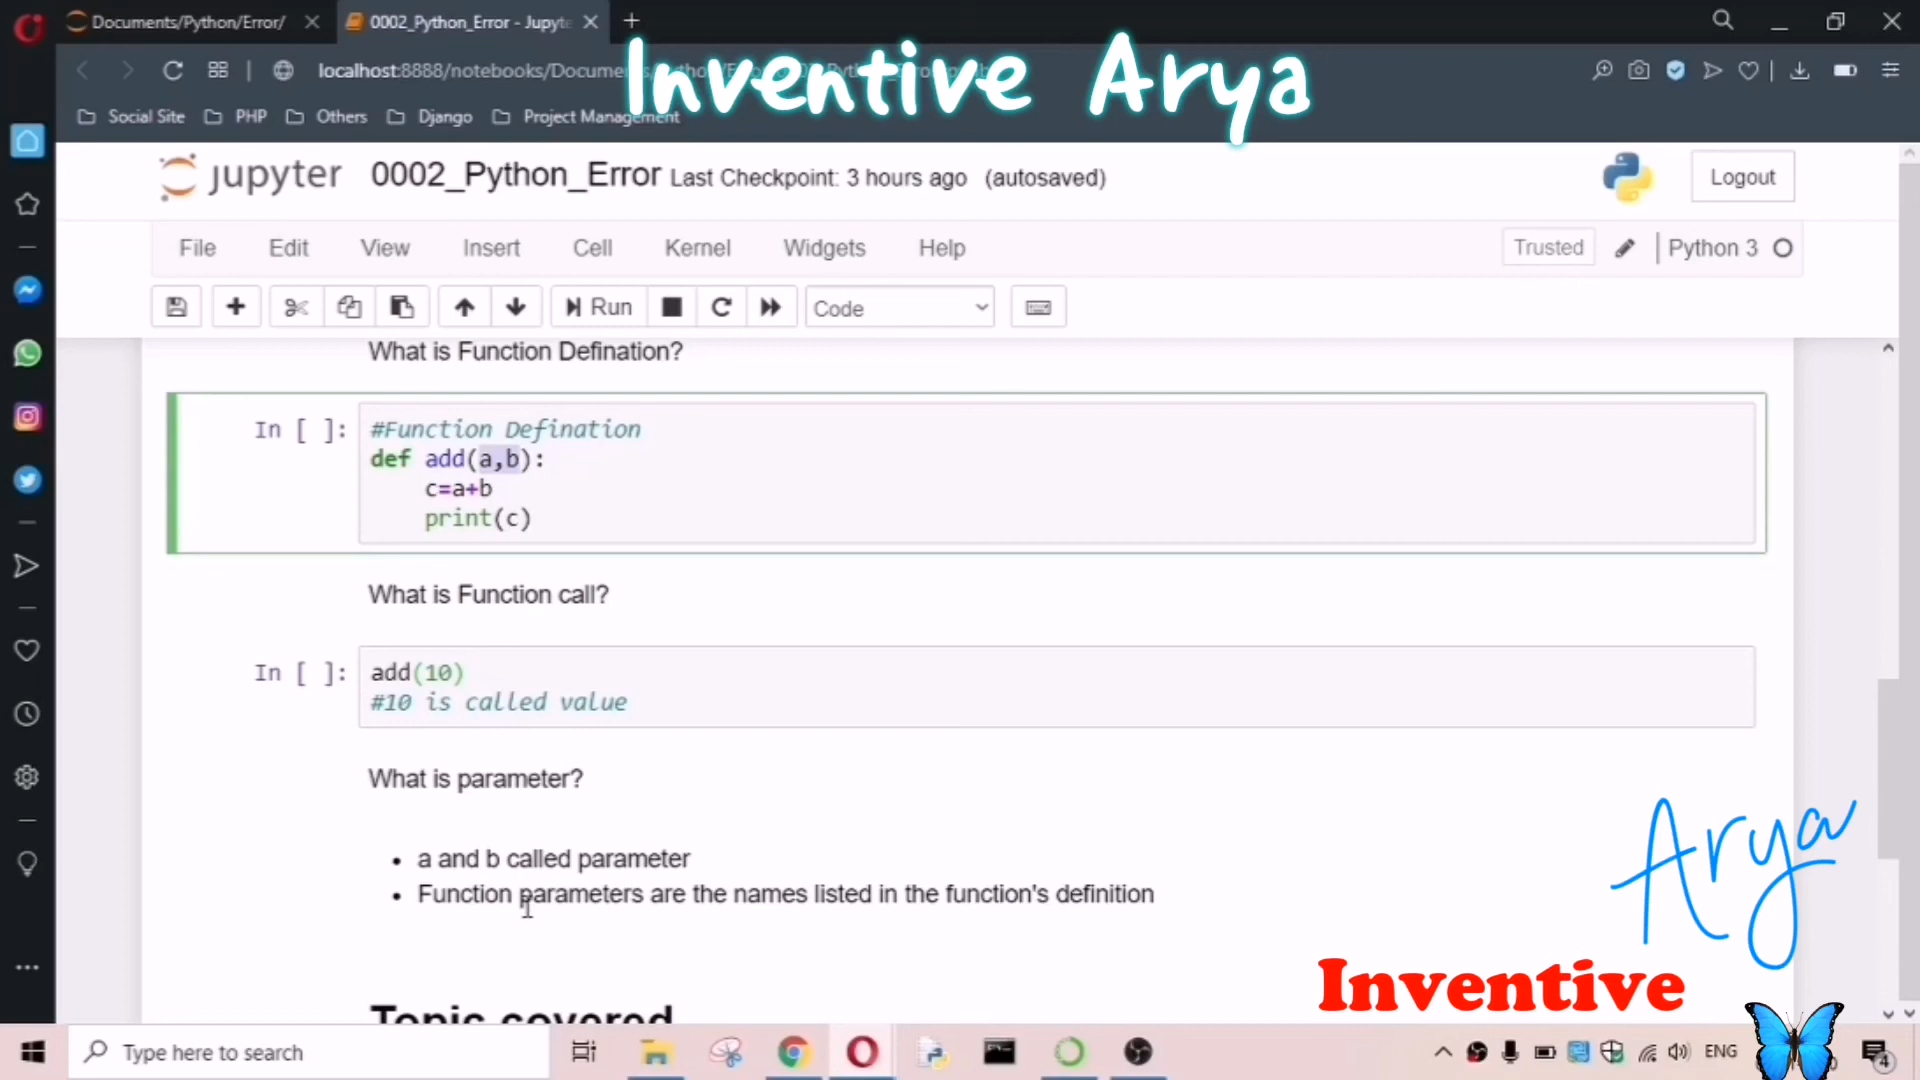 Documents/Python/Error/
0002_Python_Error - Jupyte
Inventive Arya
localhost:8888/notebooks/Documen
Social Site
PHP
Others
Django
Project Management
jupyter
0002_Python_Error Last Checkpoint: 3 hours ago (autosaved)
Logout
File Edit View Insert Cell Kernel Widgets Help
Trusted
Python 3
Run
Code
What is Function Defination?
In [ ]:
#Function Defination
def add(a,b):
c=a+b
print(c)
What is Function call?
In [ ]:
add(10)
#10 is called value
What is parameter?
• a and b called parameter
• Function parameters are the names listed in the function's definition
Arya
Inventive
Topic covered
Type here to search
ENG
4